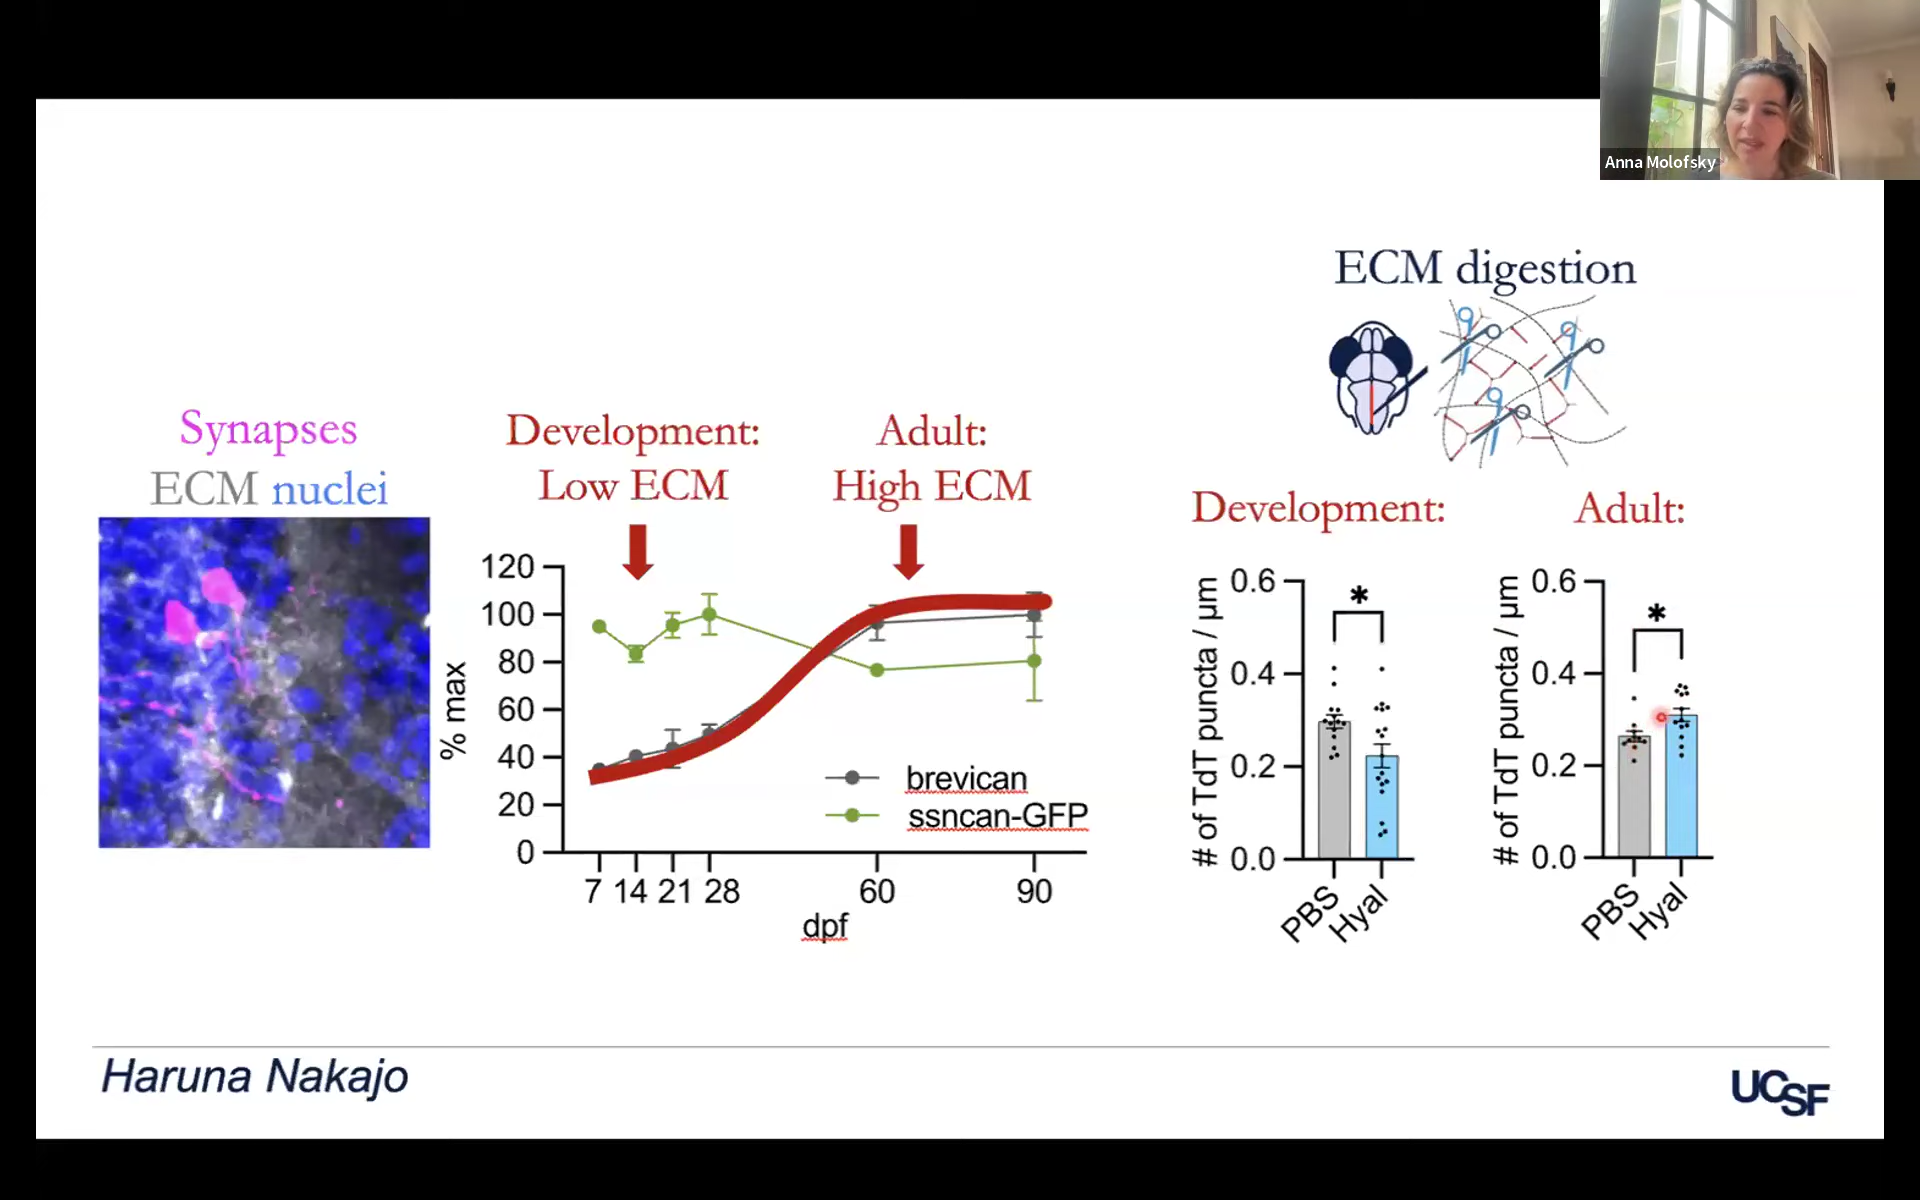 Anna Molofsky
ECM digestion
Synapses
ECM nuclei
Development:
Low ECM
Adult:
High ECM
120
100
80
60
40
20
0
% max
7 14 21 28 60 90
dpf
brevican
ssncan-GFP
Development:
# of TdT puncta / µm
0.6
0.4
0.2
0.0
*
PBS
Hyal
Adult:
# of TdT puncta / µm
0.6
0.4
0.2
0.0
*
PBS
Hyal
Haruna Nakajo
UCSF